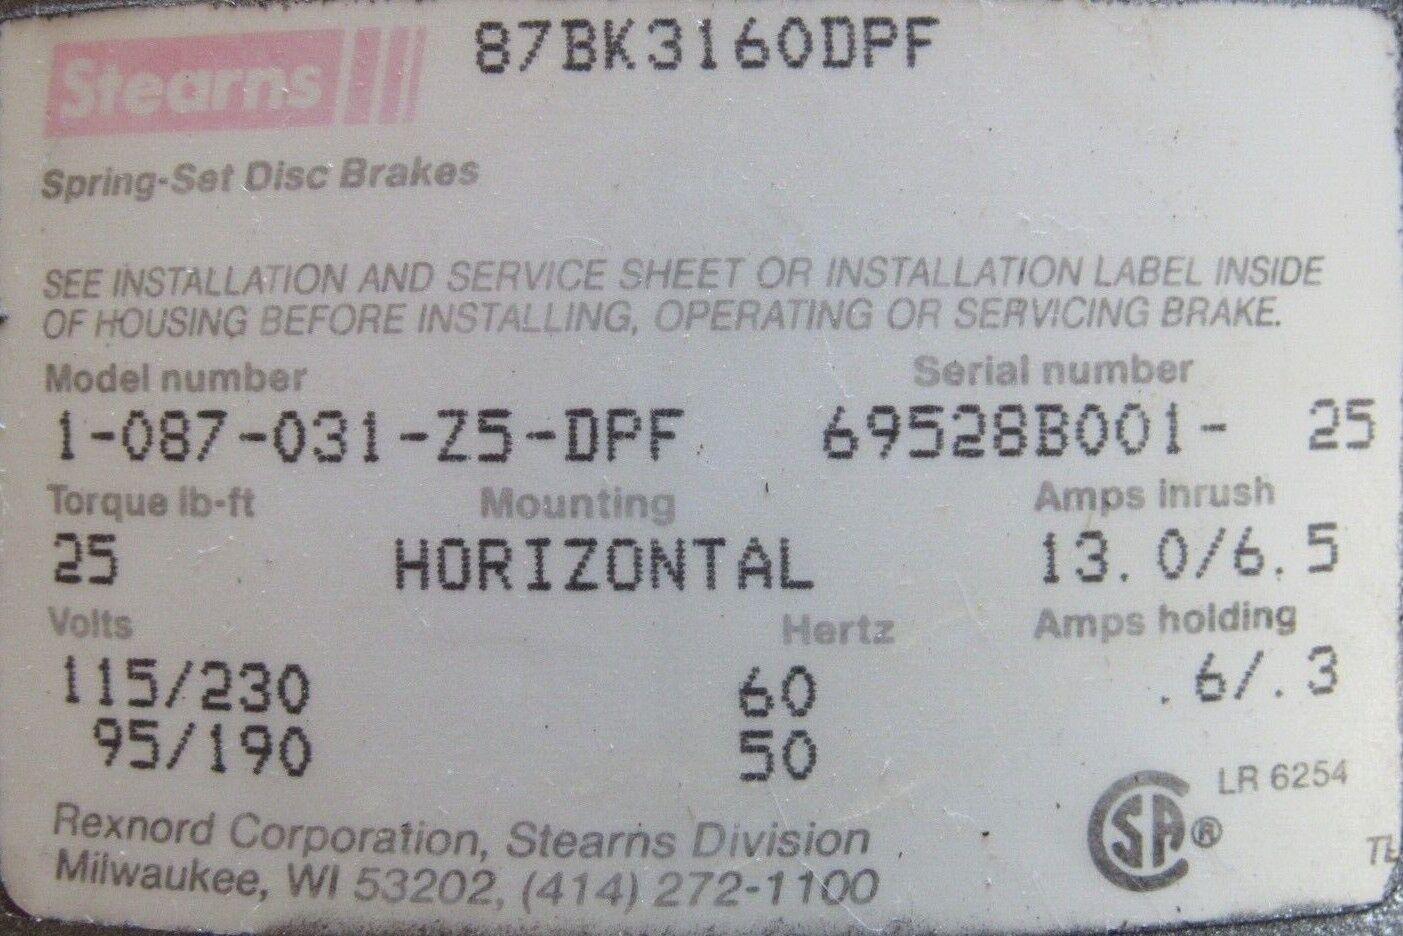 87BK3160DPF
Stearns
Spring-Set Disc Brakes
SEE INSTALLATION AND SERVICE SHEET OR INSTALLATION LABEL INSIDE
OF HOUSING BEFORE INSTALLING, OPERATING OR SERVICING BRAKE.
Model number Serial number
1-087-031-Z5-DPF 69528B001- 25
Torque lb-ft Mounting Amps inrush
25 HORIZONTAL 13.0/6.5
Volts Hertz Amps holding
115/230 60 .6/.3
95/190 50
Rexnord Corporation, Stearns Division
Milwaukee, WI 53202, (414) 272-1100
LR 6254
SA®